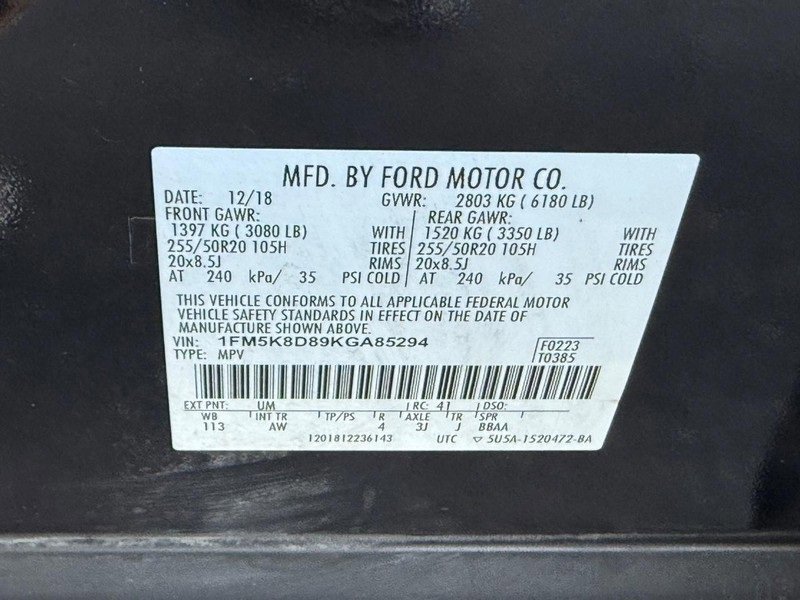 MFD. BY FORD MOTOR CO.
DATE: 12/18 GVWR: 2803 KG ( 6180 LB)
FRONT GAWR: REAR GAWR:
1397 KG ( 3080 LB) WITH 1520 KG ( 3350 LB) WITH
255/50R20 105H TIRES 255/50R20 105H TIRES
20x8.5J RIMS 20x8.5J RIMS
AT 240 kPa/ 35 PSI COLD AT 240 kPa/ 35 PSI COLD
THIS VEHICLE CONFORMS TO ALL APPLICABLE FEDERAL MOTOR
VEHICLE SAFETY STANDARDS IN EFFECT ON THE DATE OF
MANUFACTURE SHOWN ABOVE.
VIN: 1FM5K8D89KGA85294 F0223
TYPE: MPV T0385
EXT PNT: UM RC: 41 DSO:
WB INT TR TP/PS R AXLE TR SPR
113 AW 4 3J J BBAA
1201812236143 UTC ▽ 5U5A-1520472-BA